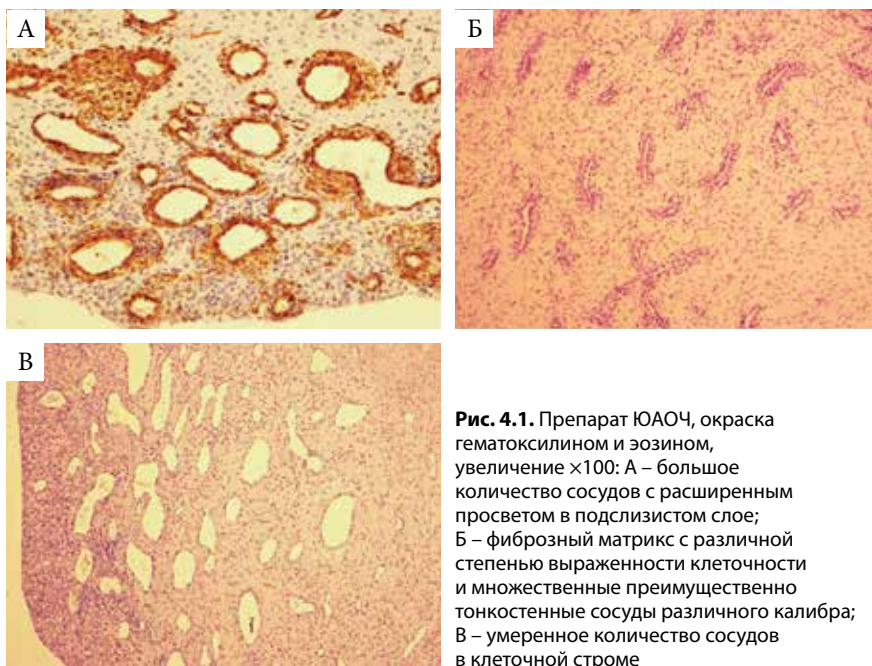 А
Б
В
Рис. 4.1. Препарат ЮАОЧ, окраска
гематоксилином и эозином,
увеличение ×100: А – большое
количество сосудов с расширенным
просветом в подслизистом слое;
Б – фиброзный матрикс с различной
степенью выраженности клеточности
и множественные преимущественно
тонкостенные сосуды различного калибра;
В – умеренное количество сосудов
в клеточной строме